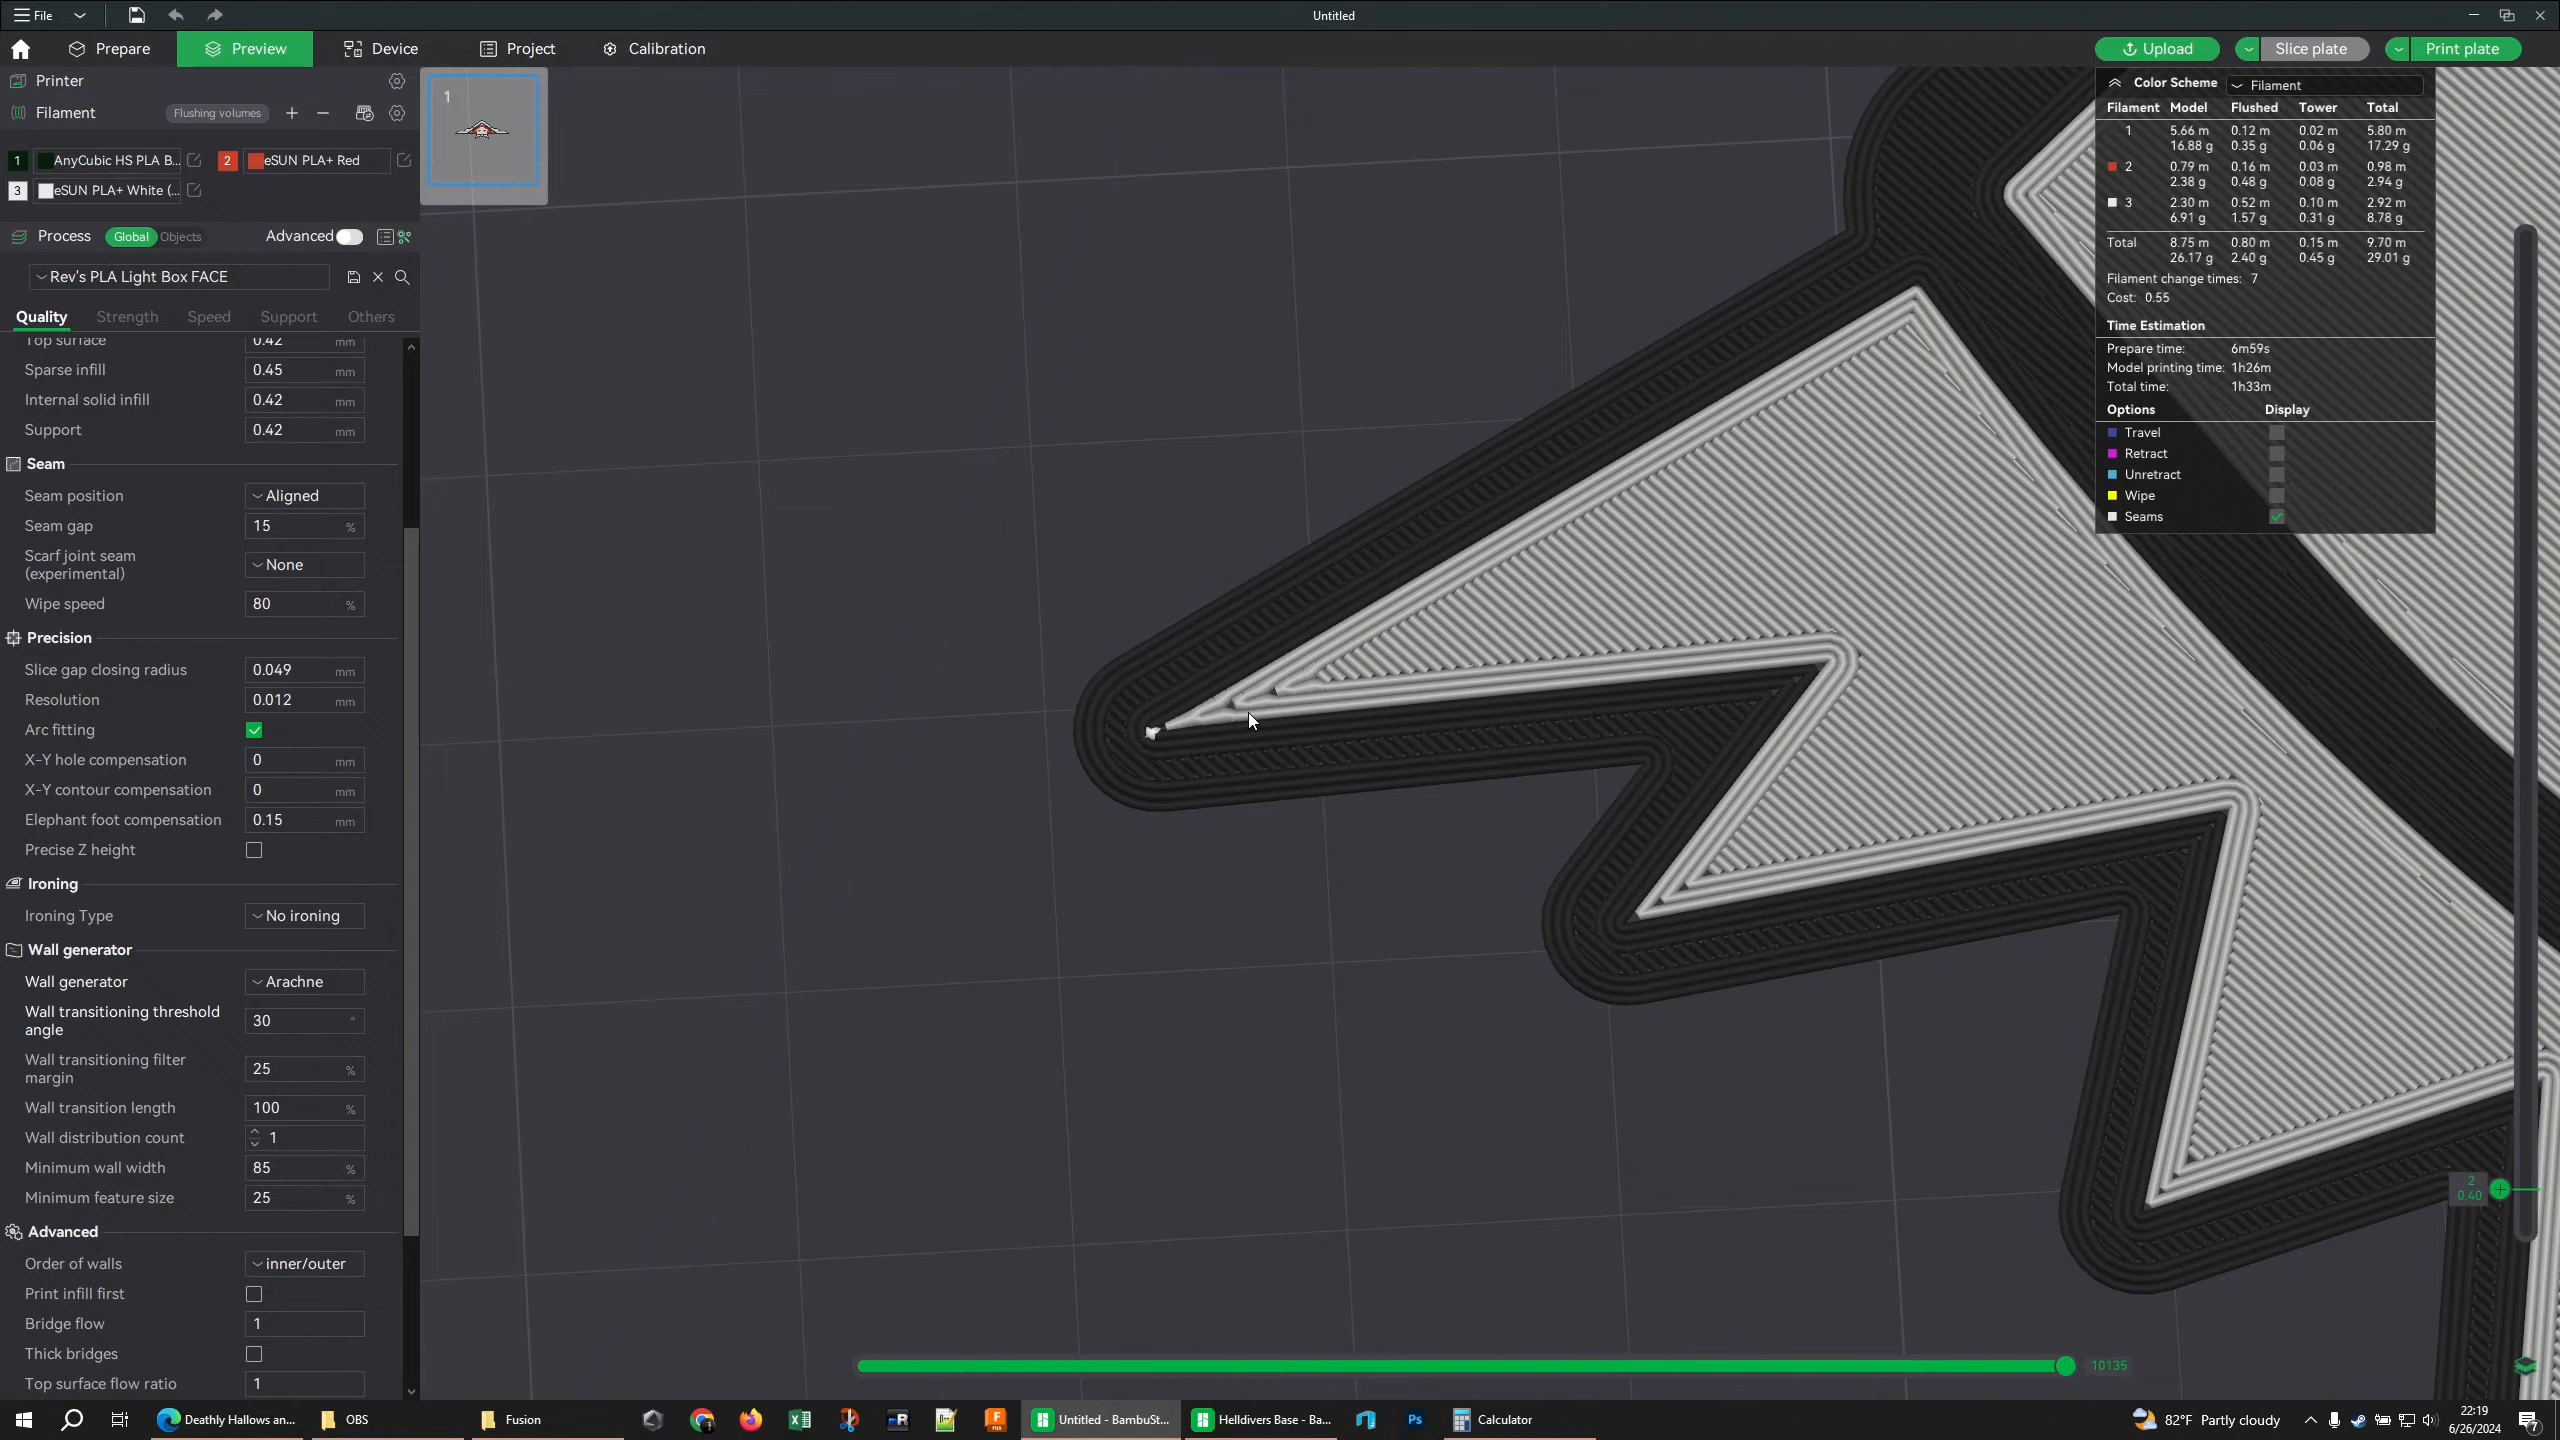 File
Untitled
Prepare
Preview
Device
Project
Calibration
Upload
Slice plate
Print plate
Printer
Filament
Flushing volumes
1 AnyCubic HS PLA B...
2 eSUN PLA+ Red
3 eSUN PLA+ White (...
Process
Global
Objects
Advanced
Rev's PLA Light Box FACE
Quality
Strength
Speed
Support
Others
Top surface 0.42 mm
Sparse infill 0.45 mm
Internal solid infill 0.42 mm
Support 0.42 mm
Seam
Seam position Aligned
Seam gap 15 %
Scarf joint seam
(experimental)
None
Wipe speed 80 %
Precision
Slice gap closing radius 0.049 mm
Resolution 0.012 mm
Arc fitting
X-Y hole compensation 0 mm
X-Y contour compensation 0 mm
Elephant foot compensation 0.15 mm
Precise Z height
Ironing
Ironing Type No ironing
Wall generator
Wall generator Arachne
Wall transitioning threshold
angle
30 °
Wall transitioning filter
margin
25 %
Wall transition length 100 %
Wall distribution count 1
Minimum wall width 85 %
Minimum feature size 25 %
Advanced
Order of walls inner/outer
Print infill first
Bridge flow 1
Thick bridges
Top surface flow ratio 1
1
Color Scheme Filament
Filament Model Flushed Tower Total
1 5.66 m 0.12 m 0.02 m 5.80 m
16.88 g 0.35 g 0.06 g 17.29 g
2 0.79 m 0.16 m 0.03 m 0.98 m
2.38 g 0.48 g 0.08 g 2.94 g
3 2.30 m 0.52 m 0.10 m 2.92 m
6.91 g 1.57 g 0.31 g 8.78 g
Total 8.75 m 0.80 m 0.15 m 9.70 m
26.17 g 2.40 g 0.45 g 29.01 g
Filament change times: 7
Cost: 0.55
Time Estimation
Prepare time: 6m59s
Model printing time: 1h26m
Total time: 1h33m
Options Display
Travel
Retract
Unretract
Wipe
Seams
2
0.40
10135
Deathly Hallows an...
OBS
Fusion
Untitled - BambuSt...
Helldivers Base - Ba...
Ps
Calculator
82°F Partly cloudy
22:19
6/26/2024
7